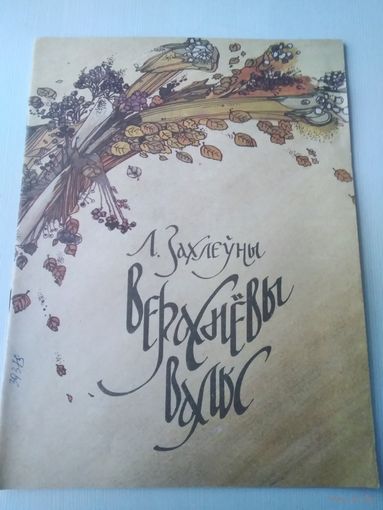 Л. Захлеўны
Вераснёвы
вальс